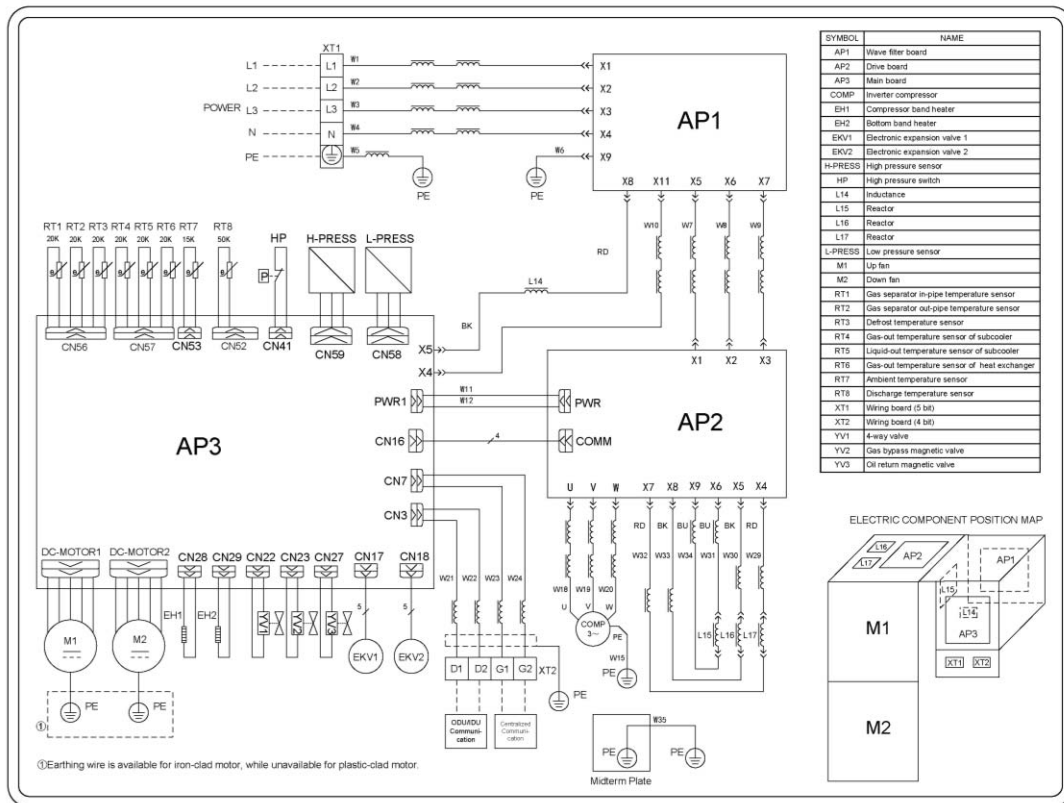 XT1
L1 L1 W1 X1
L2 L2 W2 X2
POWER L3 L3 W3 X3
N N W4 X4
PE W5 W6 X9
PE PE
AP1
X8 X11 X5 X6 X7
W10 W7 W8 W9
RD
L14
BK
RT1 RT2 RT3 RT4 RT5 RT6 RT7 RT8 HP H-PRESS L-PRESS
20K 20K 20K 20K 20K 20K 15K 50K
P
CN56 CN57 CN53 CN52 CN41 CN59 CN58
X5
X4
X1 X2 X3
PWR1 W11 PWR
W12
AP3
AP2
CN16 4 COMM
CN7
CN3
U V W X7 X8 X9 X6 X5 X4
RD BK BU BU BK RD
W32 W33 W34 W31 W30 W29
DC-MOTOR1 DC-MOTOR2 CN28 CN29 CN22 CN23 CN27 CN17 CN18
W21 W22 W23 W24
W18 W19 W20
5 5
EH1 EH2 YV1 YV2 YV3
M1 M2
EKV1 EKV2
U V W
COMP
3~
PE
W15
PE
L15 L16 L17
D1 D2 G1 G2 XT2
PE
PE PE
①
ODU/IDU
Communi-
cation
Centralized
Communi-
cation
W35
PE PE
Midterm Plate
①Earthing wire is available for iron-clad motor, while unavailable for plastic-clad motor.
SYMBOL NAME
AP1 Wave filter board
AP2 Drive board
AP3 Main board
COMP Inverter compressor
EH1 Compressor band heater
EH2 Bottom band heater
EKV1 Electronic expansion valve 1
EKV2 Electronic expansion valve 2
H-PRESS High pressure sensor
HP High pressure switch
L14 Inductance
L15 Reactor
L16 Reactor
L17 Reactor
L-PRESS Low pressure sensor
M1 Up fan
M2 Down fan
RT1 Gas separator in-pipe temperature sensor
RT2 Gas separator out-pipe temperature sensor
RT3 Defrost temperature sensor
RT4 Gas-out temperature sensor of subcooler
RT5 Liquid-out temperature sensor of subcooler
RT6 Gas-out temperature sensor of heat exchanger
RT7 Ambient temperature sensor
RT8 Discharge temperature sensor
XT1 Wiring board (5 bit)
XT2 Wiring board (4 bit)
YV1 4-way valve
YV2 Gas bypass magnetic valve
YV3 Oil return magnetic valve
ELECTRIC COMPONENT POSITION MAP
L16 AP2
L17
AP1
L15
L14
AP3
XT1 XT2
M1
M2